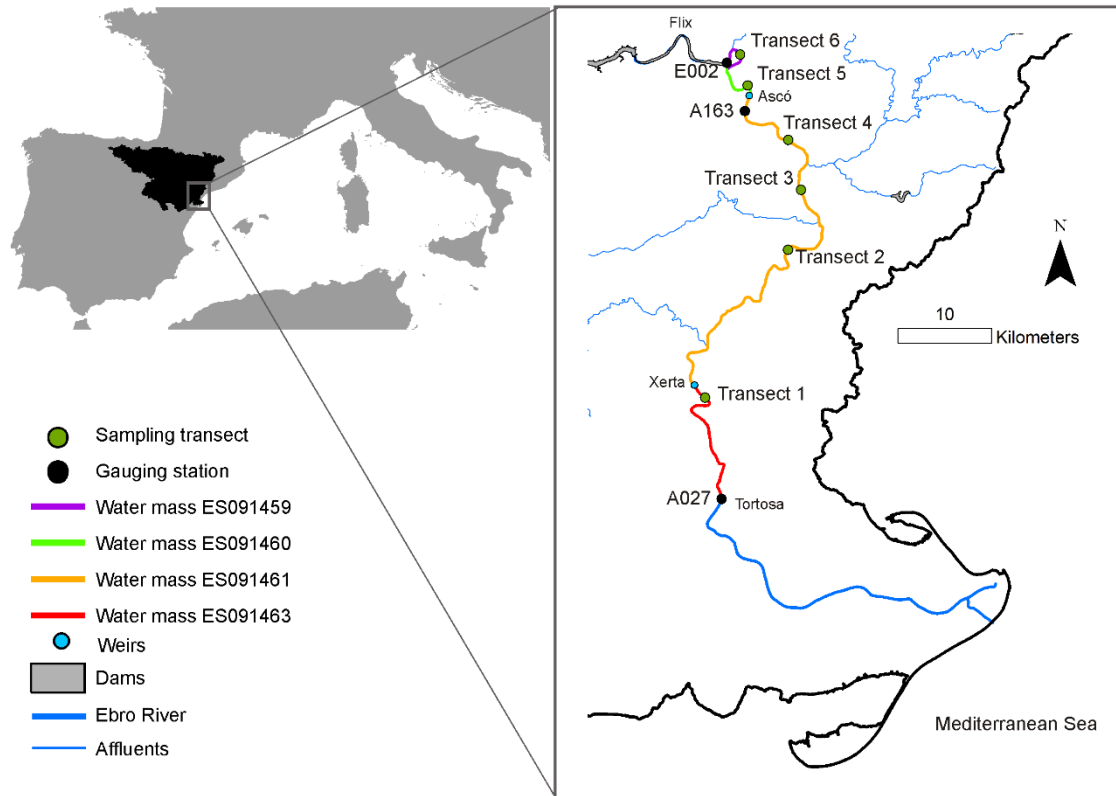 Sampling transect
Gauging station
Water mass ES091459
Water mass ES091460
Water mass ES091461
Water mass ES091463
Weirs
Dams
Ebro River
Affluents
Flix
Transect 6
E002
Transect 5
Ascó
A163
Transect 4
Transect 3
N
Transect 2
10
Kilometers
Xerta
Transect 1
A027
Tortosa
Mediterranean Sea